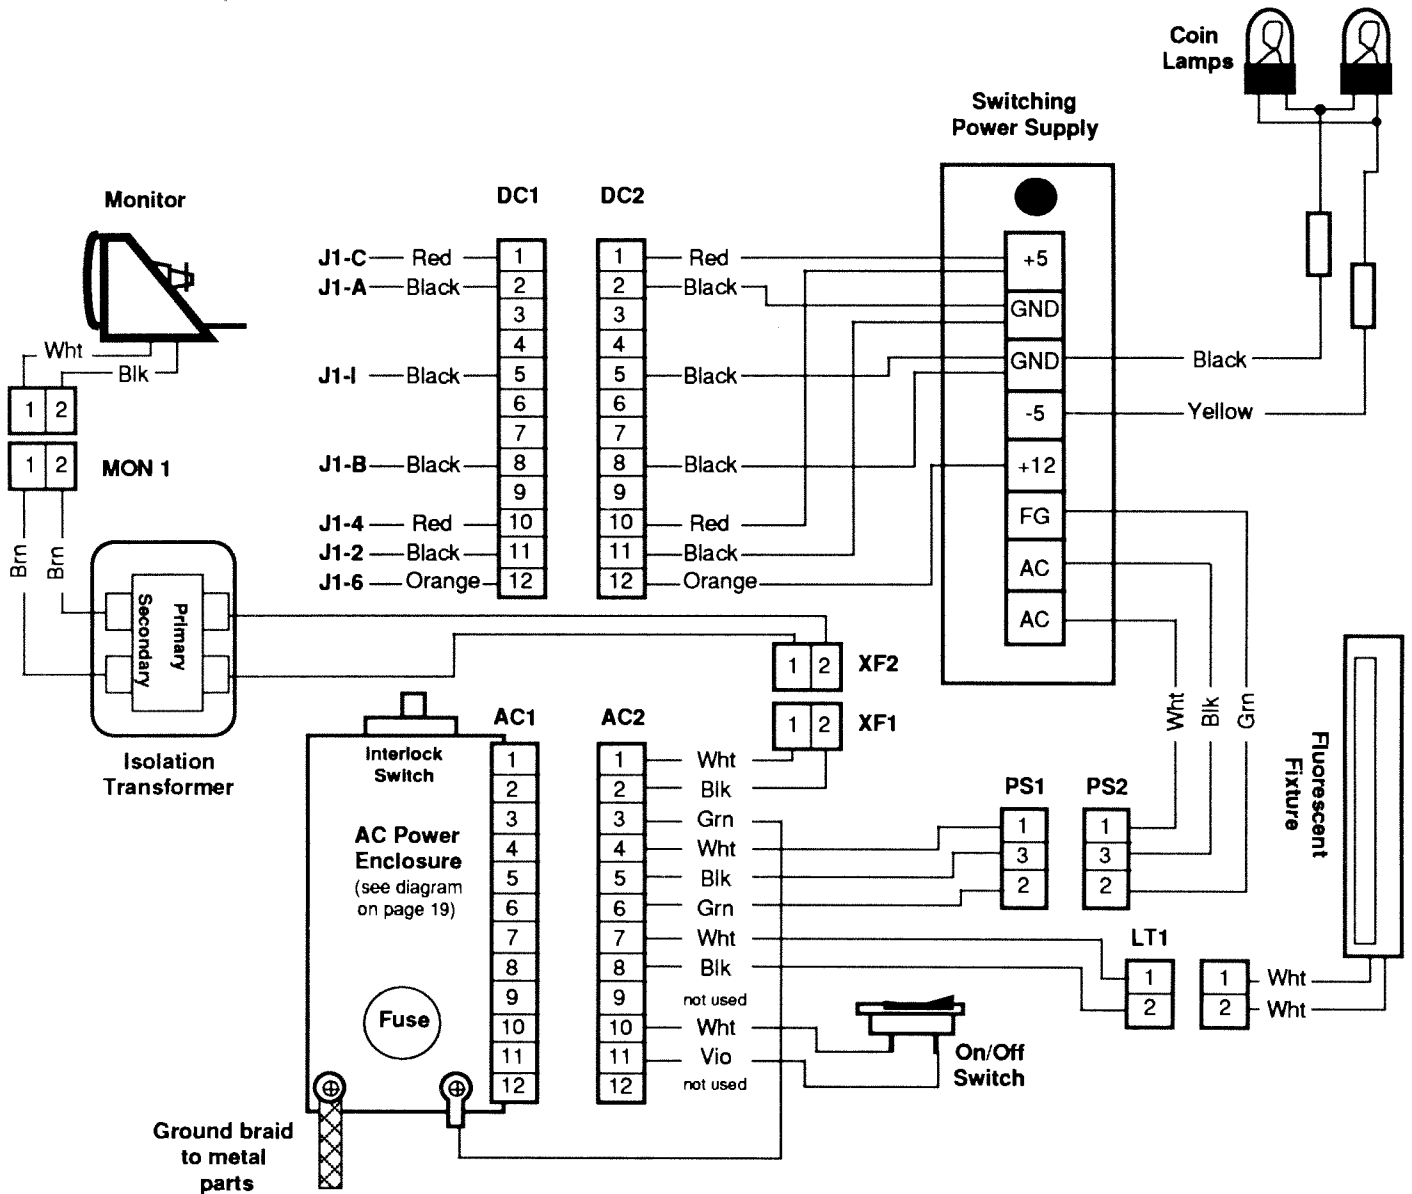 Coin
Lamps
Switching
Power Supply
Monitor
DC1
DC2
J1-C Red 1
1 Red +5
J1-A Black 2
2 Black GND
3
3
4
4
J1-I Black 5
5 Black GND Black
6
6
-5 Yellow
7
7
J1-B Black 8
8 Black +12
9
9
J1-4 Red 10
10 Red FG
J1-2 Black 11
11 Black AC
J1-6 Orange 12
12 Orange AC
Wht
Blk
1 2
1 2
MON 1
Brn
Brn
Secondary
Primary
Isolation
Transformer
1 2
XF2
1 2
XF1
Wht
Blk
Grn
Interlock
Switch
AC Power
Enclosure
(see diagram
on page 19)
Fuse
AC1
1
2
3
4
5
6
7
8
9
10
11
12
AC2
1 Wht
2 Blk
3 Grn
4 Wht
5 Blk
6 Grn
7 Wht
8 Blk
9 not used
10 Wht
11 Vio
12 not used
PS1
1
3
2
PS2
1
3
2
LT1
1
2
1 Wht
2 Wht
Fluorescent
Fixture
On/Off
Switch
Ground braid
to metal
parts